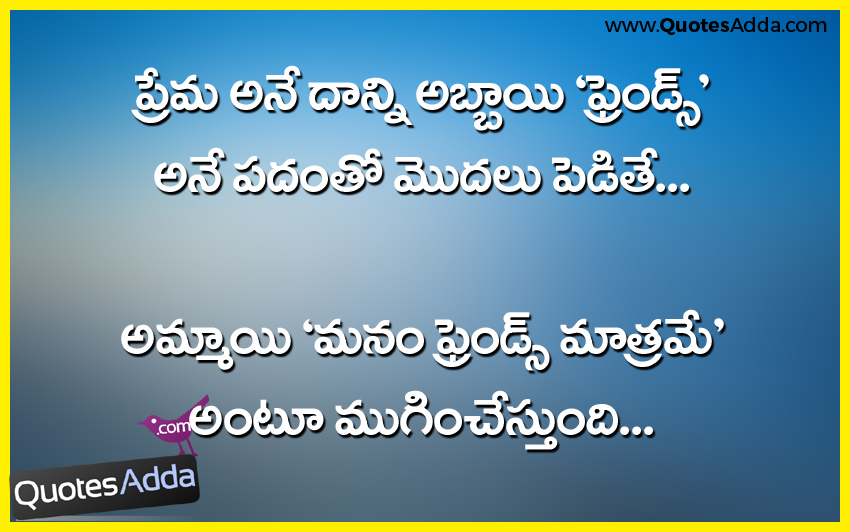 www.QuotesAdda.com
ప్రేమ అనే దాన్ని అబ్బాయి ‘ఫ్రెండ్స్’
అనే పదంతో మొదలు పెడితే...
అమ్మాయి ‘మనం ఫ్రెండ్స్ మాత్రమే’
అంటూ ముగించేస్తుంది...
.com
QuotesAdda